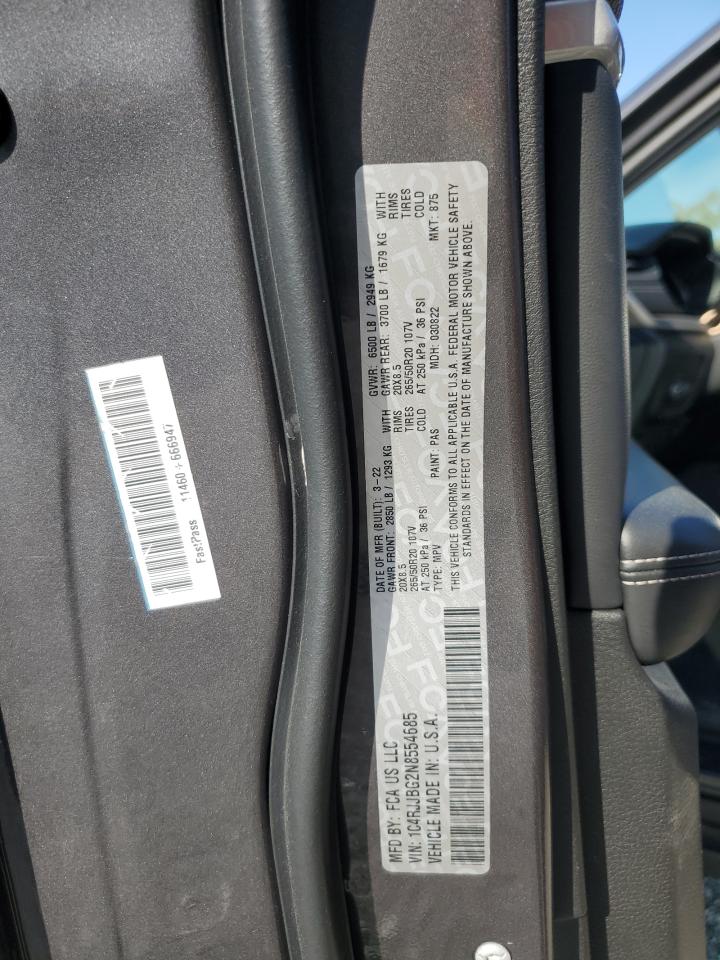 FastPass 11460 - 666947
MFD BY: FCA US LLC
VIN: 1C4RJJBG2N8554685
VEHICLE MADE IN: U.S.A.
DATE OF MFR (BUILT): 3-22 GVWR: 6500 LB / 2949 KG
GAWR FRONT: 2850 LB / 1293 KG WITH GAWR REAR: 3700 LB / 1679 KG WITH
20X8.5 RIMS 20X8.5 RIMS
265/50R20 107V TIRES 265/50R20 107V TIRES
AT 250 kPa / 36 PSI COLD AT 250 kPa / 36 PSI COLD
TYPE: MPV PAINT: PAS MDH: 030822 MKT: 875
THIS VEHICLE CONFORMS TO ALL APPLICABLE U.S.A. FEDERAL MOTOR VEHICLE SAFETY
STANDARDS IN EFFECT ON THE DATE OF MANUFACTURE SHOWN ABOVE.